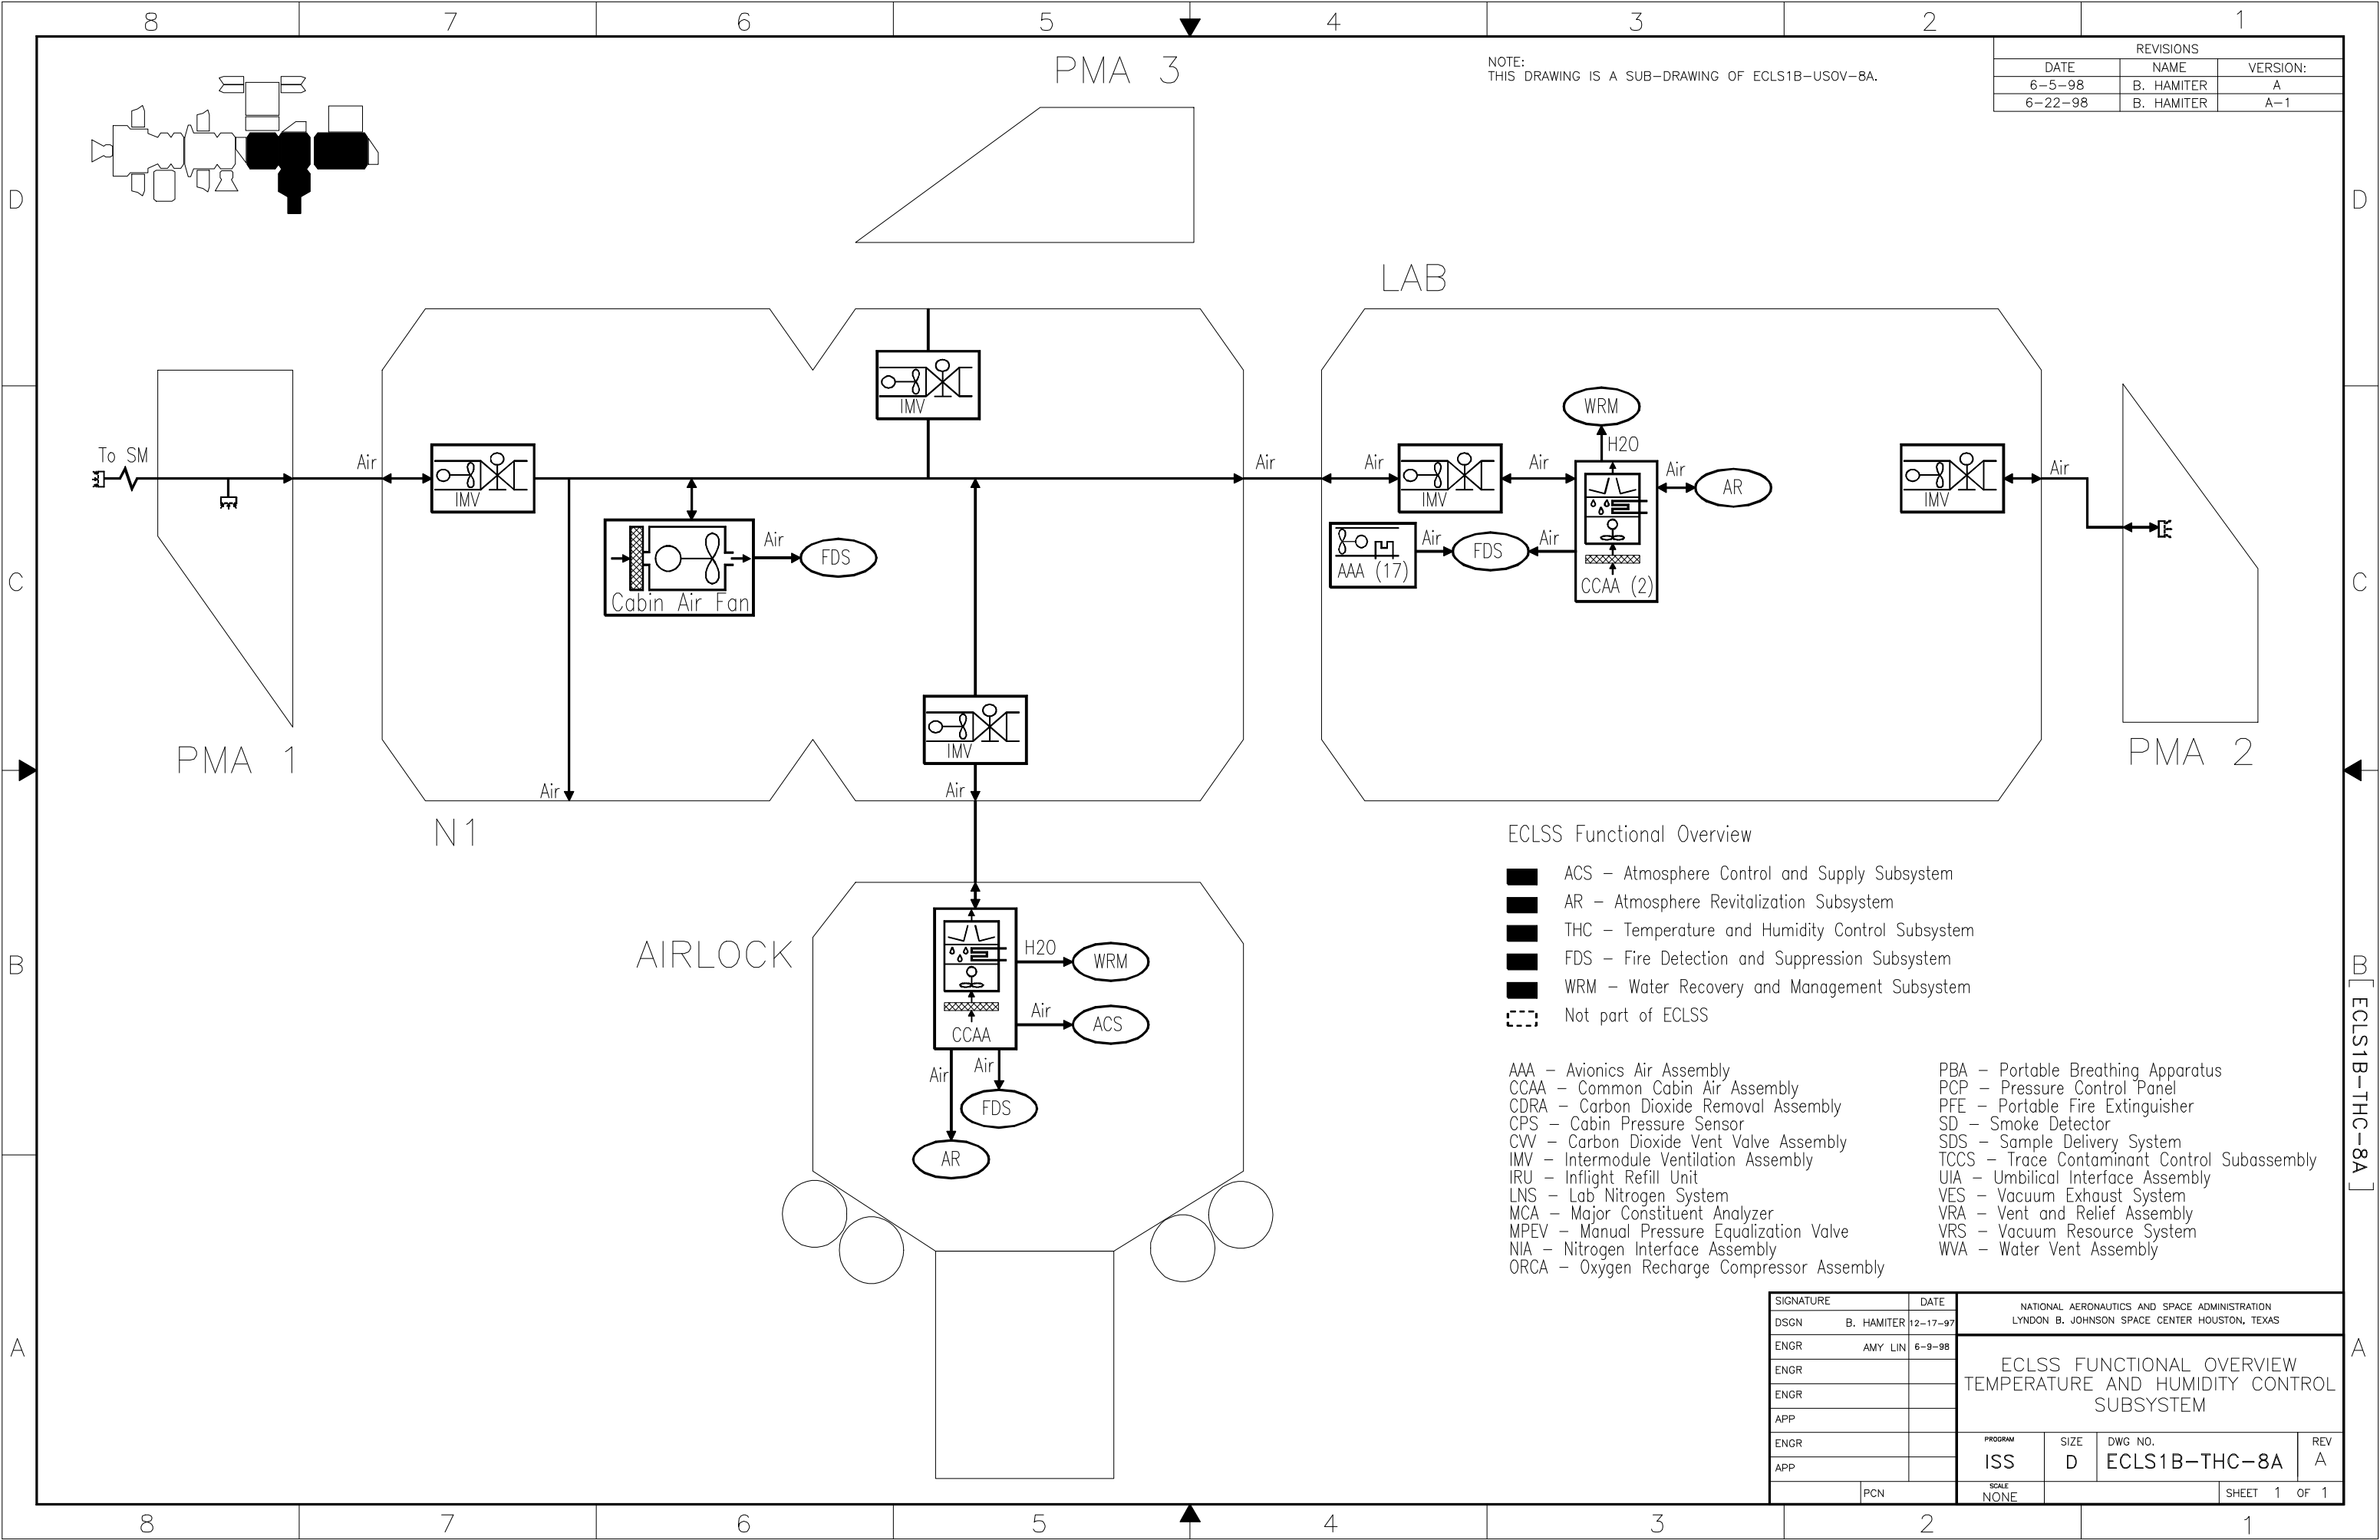 8 7 6 5 4 3 2 1
PMA 3
NOTE:
THIS DRAWING IS A SUB-DRAWING OF ECLS1B-USOV-8A.
REVISIONS
DATE NAME VERSION:
6-5-98 B. HAMITER A
6-22-98 B. HAMITER A-1
D D
LAB
IMV
WRM
To SM
Air
Air
Air
Air
H2O
Air
Air
IMV
IMV
AR
IMV
Air
FDS
Air
FDS
Air
AAA (17)
CCAA (2)
Cabin Air Fan
C C
IMV
PMA 1
PMA 2
Air
Air
N1
ECLSS Functional Overview
ACS - Atmosphere Control and Supply Subsystem
AR - Atmosphere Revitalization Subsystem
THC - Temperature and Humidity Control Subsystem
FDS - Fire Detection and Suppression Subsystem
WRM - Water Recovery and Management Subsystem
Not part of ECLSS
AIRLOCK
H2O
WRM
B B
Air
ACS
CCAA
Air
Air
FDS
AR
[ ECLS1B-THC-8A ]
AAA - Avionics Air Assembly
CCAA - Common Cabin Air Assembly
CDRA - Carbon Dioxide Removal Assembly
CPS - Cabin Pressure Sensor
CVV - Carbon Dioxide Vent Valve Assembly
IMV - Intermodule Ventilation Assembly
IRU - Inflight Refill Unit
LNS - Lab Nitrogen System
MCA - Major Constituent Analyzer
MPEV - Manual Pressure Equalization Valve
NIA - Nitrogen Interface Assembly
ORCA - Oxygen Recharge Compressor Assembly
PBA - Portable Breathing Apparatus
PCP - Pressure Control Panel
PFE - Portable Fire Extinguisher
SD - Smoke Detector
SDS - Sample Delivery System
TCCS - Trace Contaminant Control Subassembly
UIA - Umbilical Interface Assembly
VES - Vacuum Exhaust System
VRA - Vent and Relief Assembly
VRS - Vacuum Resource System
WVA - Water Vent Assembly
A A
SIGNATURE DATE
DSGN B. HAMITER 12-17-97
ENGR AMY LIN 6-9-98
ENGR
ENGR
APP
ENGR
APP
PCN
NATIONAL AERONAUTICS AND SPACE ADMINISTRATION
LYNDON B. JOHNSON SPACE CENTER HOUSTON, TEXAS
ECLSS FUNCTIONAL OVERVIEW
TEMPERATURE AND HUMIDITY CONTROL
SUBSYSTEM
PROGRAM SIZE DWG NO. REV
ISS D ECLS1B-THC-8A A
SCALE
NONE SHEET 1 OF 1
8 7 6 5 4 3 2 1